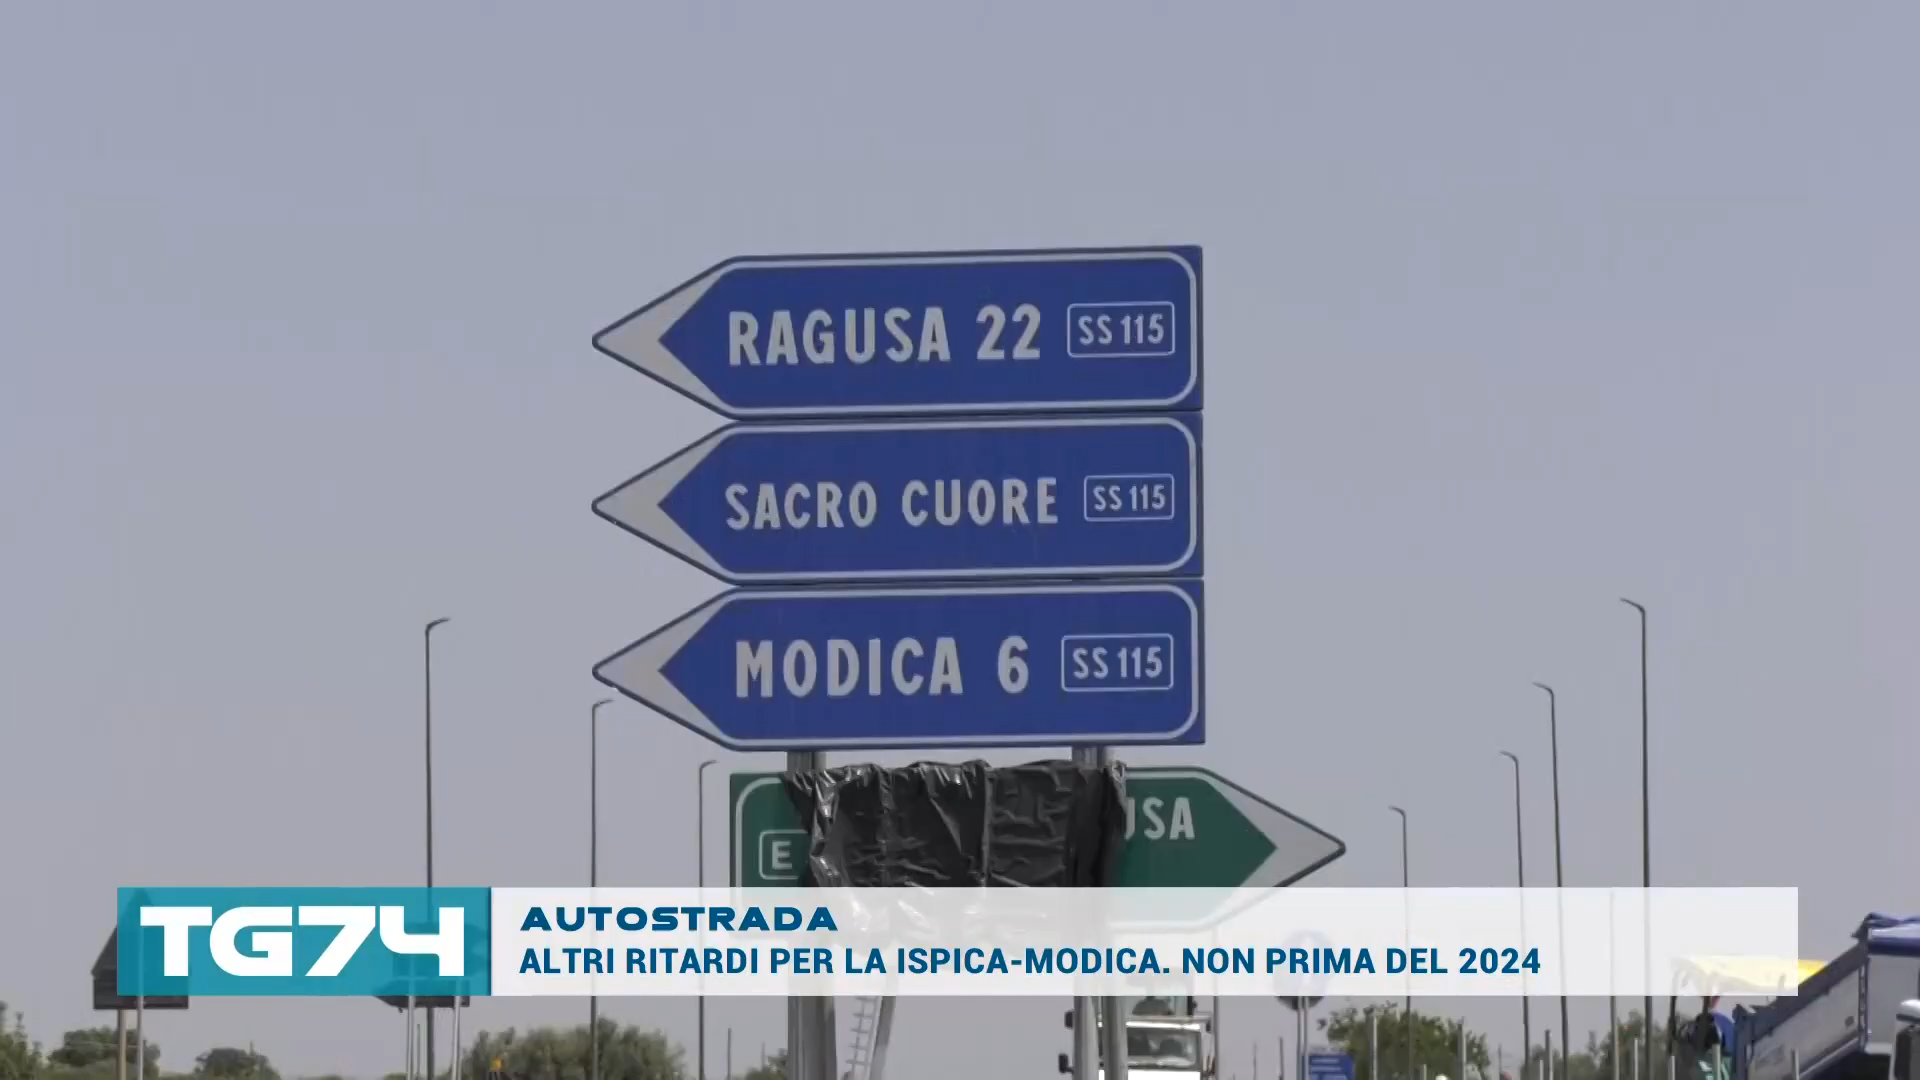 RAGUSA 22 SS 115
SACRO CUORE SS 115
MODICA 6 SS 115
USA
E
TG74
AUTOSTRADA
ALTRI RITARDI PER LA ISPICA-MODICA. NON PRIMA DEL 2024